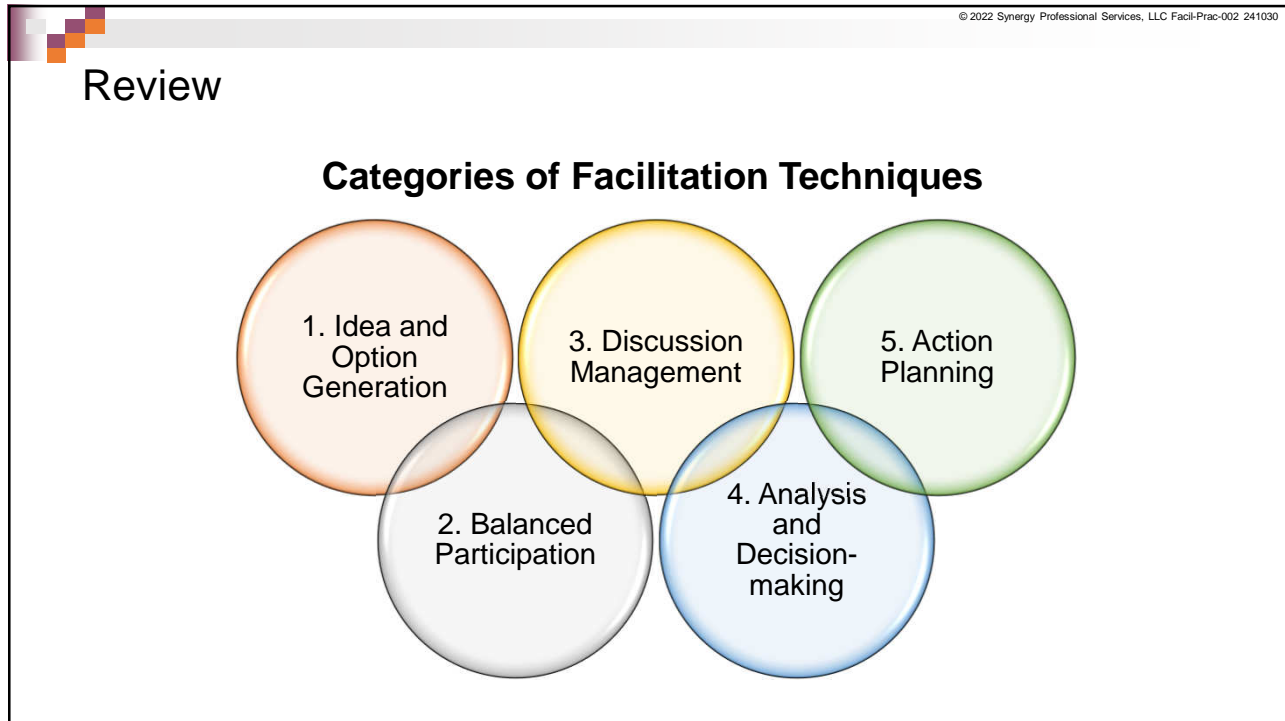 © 2022 Synergy Professional Services, LLC Facil-Prac-002 241030
Review
Categories of Facilitation Techniques
1. Idea and
Option
Generation
2. Balanced
Participation
3. Discussion
Management
4. Analysis
and
Decision-
making
5. Action
Planning